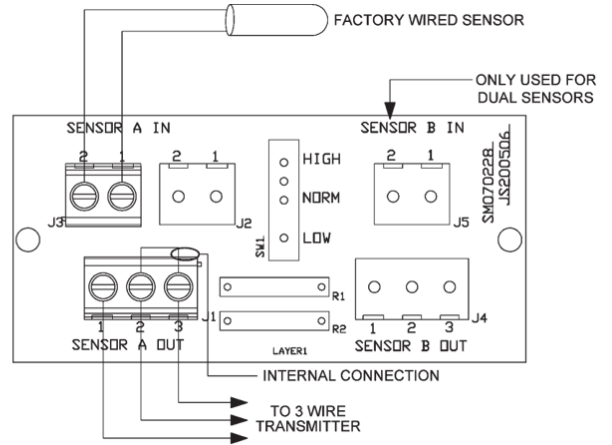 FACTORY WIRED SENSOR
ONLY USED FOR
DUAL SENSORS
SENSOR A IN
SENSOR B IN
2 1
2 1
2 1
HIGH
NORM
LOW
SW1
J3
J2
J5
SM070228
JS200506
R1
R2
J1
J4
1 2 3
1 2 3
SENSOR A OUT
LAYER1
SENSOR B OUT
INTERNAL CONNECTION
TO 3 WIRE
TRANSMITTER